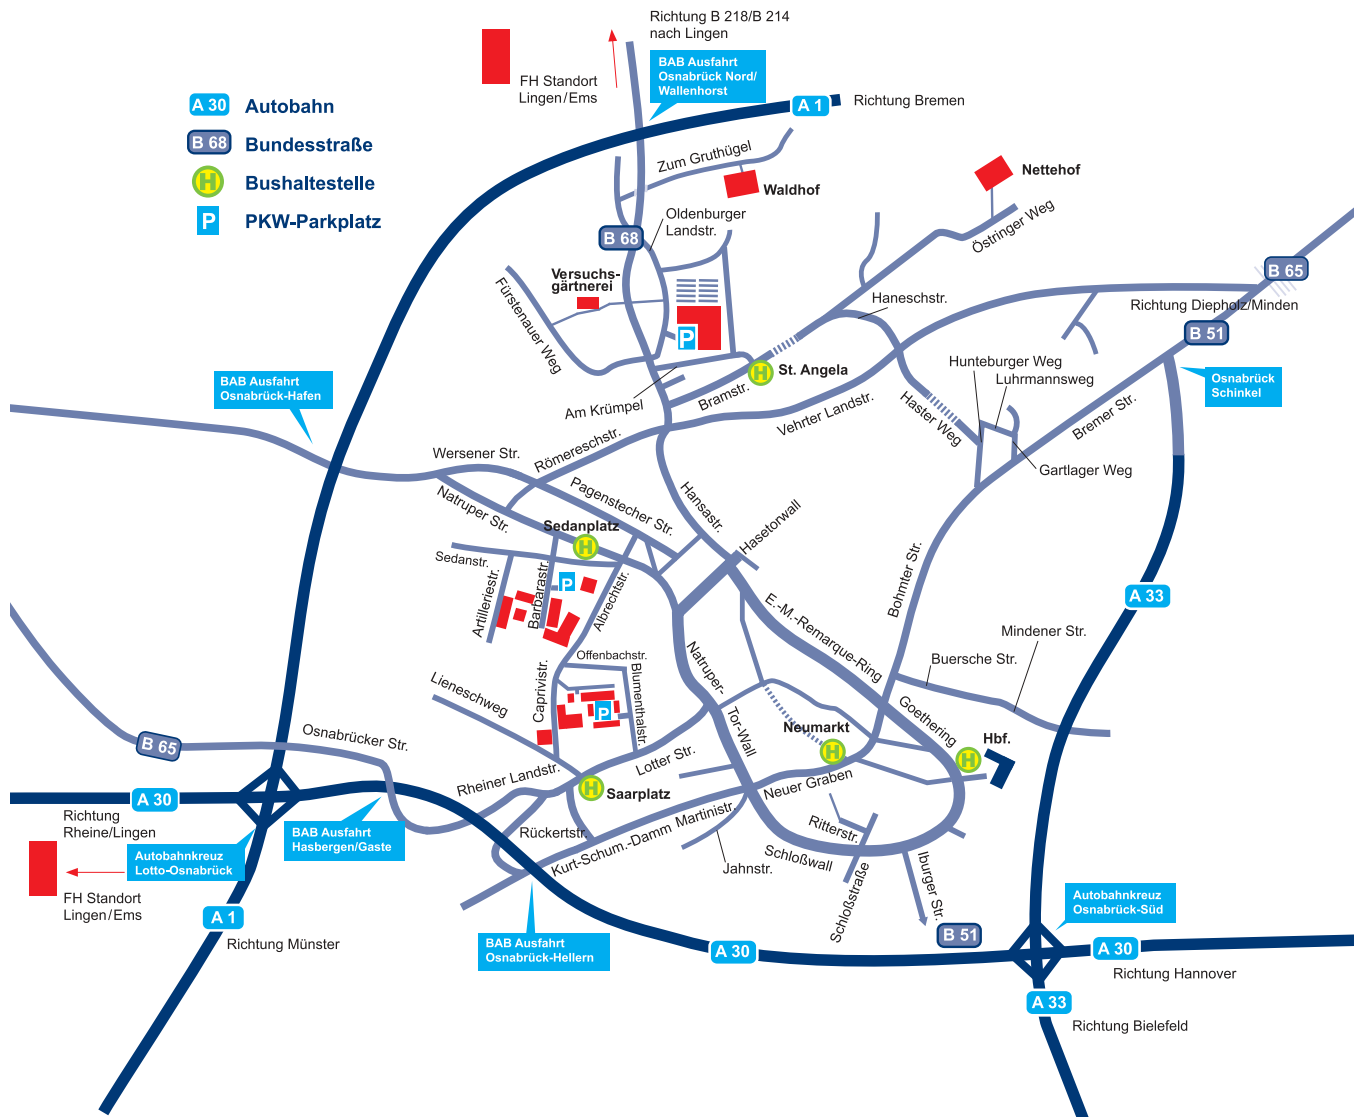 Richtung B 218/B 214
nach Lingen
BAB Ausfahrt
Osnabrück Nord/
Wallenhorst
FH Standort
Lingen/Ems
A 1
Richtung Bremen
A 30 Autobahn
B 68 Bundesstraße
H Bushaltestelle
P PKW-Parkplatz
Zum Gruthügel
Waldhof
Nettehof
Oldenburger
Landstr.
Östringer Weg
B 68
Versuchs-
gärtnerei
Fürstenauer Weg
B 65
Haneschstr.
Richtung Diepholz/Minden
B 51
P
Hunteburger Weg
Luhrmannsweg
H
St. Angela
Osnabrück
Schinkel
BAB Ausfahrt
Osnabrück-Hafen
Am Krümpel
Bramstr.
Vehrter Landstr.
Haster Weg
Bremer Str.
Gartlager Weg
Wersener Str.
Römereschstr.
Natruper Str.
Pagenstecher Str.
Hansastr.
Hasetorwall
Sedanplatz
H
Sedanstr.
Artilleriestr.
Barbarastr.
P
Albrechtstr.
Bohmter Str.
A 33
E.-M.-Remarque-Ring
Mindener Str.
Buersche Str.
Offenbachstr.
Natruper-
Tor-Wall
Lieneschweg
Caprivistr.
Blumenthalstr.
P
Goethering
Neumarkt
H
Hbf.
H
B 65
Osnabrücker Str.
Lotter Str.
Rheiner Landstr.
H
Saarplatz
Neuer Graben
A 30
Richtung
Rheine/Lingen
BAB Ausfahrt
Hasbergen/Gaste
Rückertstr.
Kurt-Schum.-Damm
Martinistr.
Ritterstr.
Autobahnkreuz
Lotto-Osnabrück
Jahnstr.
Schloßwall
Schloßstraße
Iburger Str.
FH Standort
Lingen/Ems
A 1
Richtung Münster
BAB Ausfahrt
Osnabrück-Hellern
A 30
B 51
Autobahnkreuz
Osnabrück-Süd
A 30
Richtung Hannover
A 33
Richtung Bielefeld